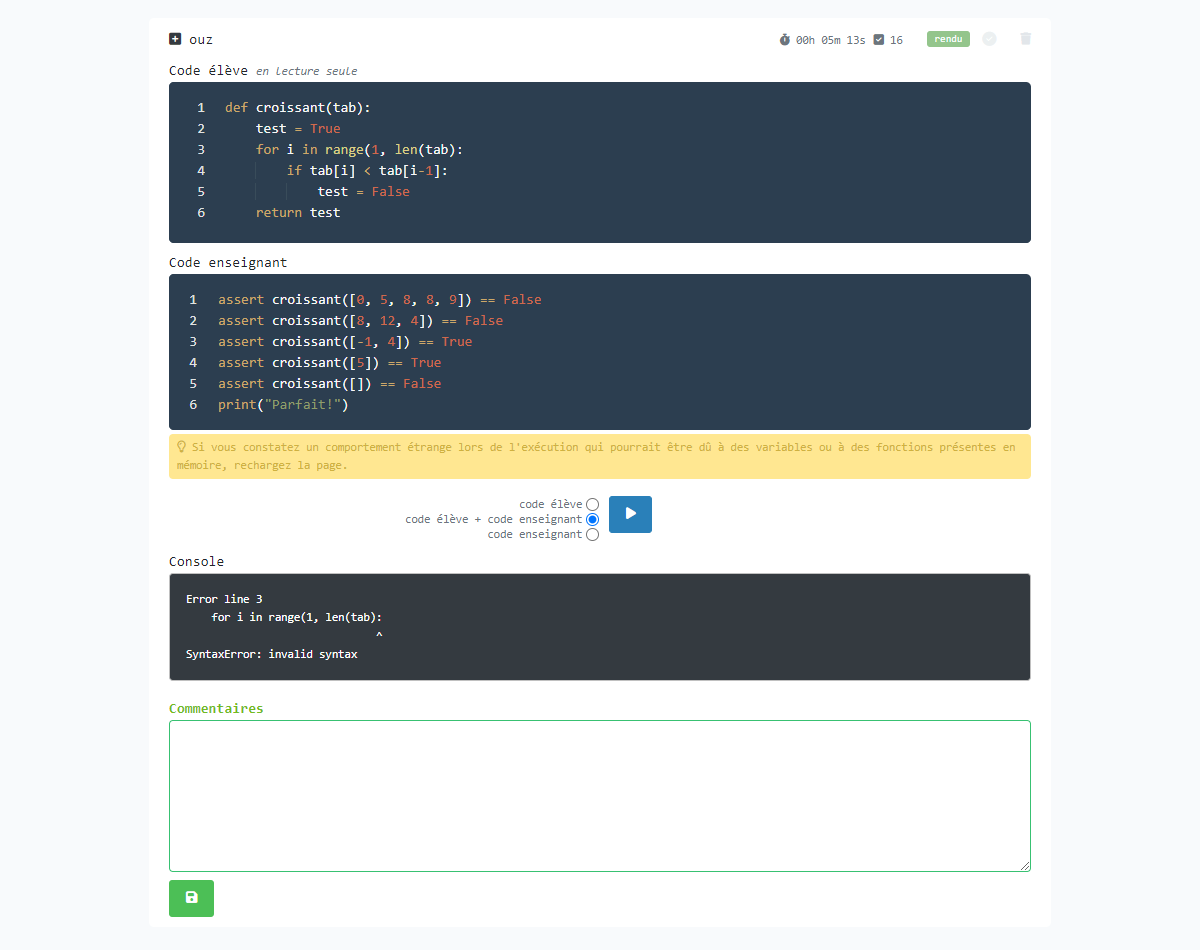 ouz 00h 05m 13s 16 rendu
Code élève en lecture seule
1 def croissant(tab):
2     test = True
3     for i in range(1, len(tab):
4         if tab[i] < tab[i-1]:
5             test = False
6     return test
Code enseignant
1 assert croissant([0, 5, 8, 8, 9]) == False
2 assert croissant([8, 12, 4]) == False
3 assert croissant([-1, 4]) == True
4 assert croissant([5]) == True
5 assert croissant([]) == False
6 print("Parfait!")
Si vous constatez un comportement étrange lors de l'exécution qui pourrait être dû à des variables ou à des fonctions présentes en
mémoire, rechargez la page.
code élève
code élève + code enseignant
code enseignant
Console
Error line 3
    for i in range(1, len(tab):
                              ^
SyntaxError: invalid syntax
Commentaires